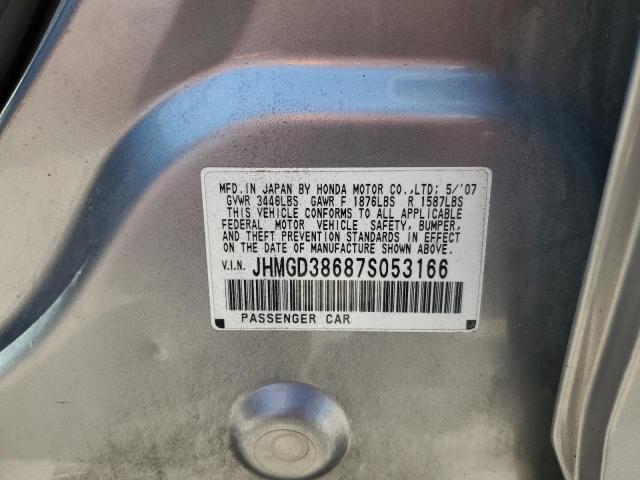 MFD. IN JAPAN BY HONDA MOTOR CO.,LTD; 5/'07
GVWR 3446LBS GAWR F 1876LBS R 1587LBS
THIS VEHICLE CONFORMS TO ALL APPLICABLE
FEDERAL MOTOR VEHICLE SAFETY, BUMPER,
AND THEFT PREVENTION STANDARDS IN EFFECT
ON THE DATE OF MANUFACTURE SHOWN ABOVE.
V.I.N. JHMGD38687S053166
PASSENGER CAR